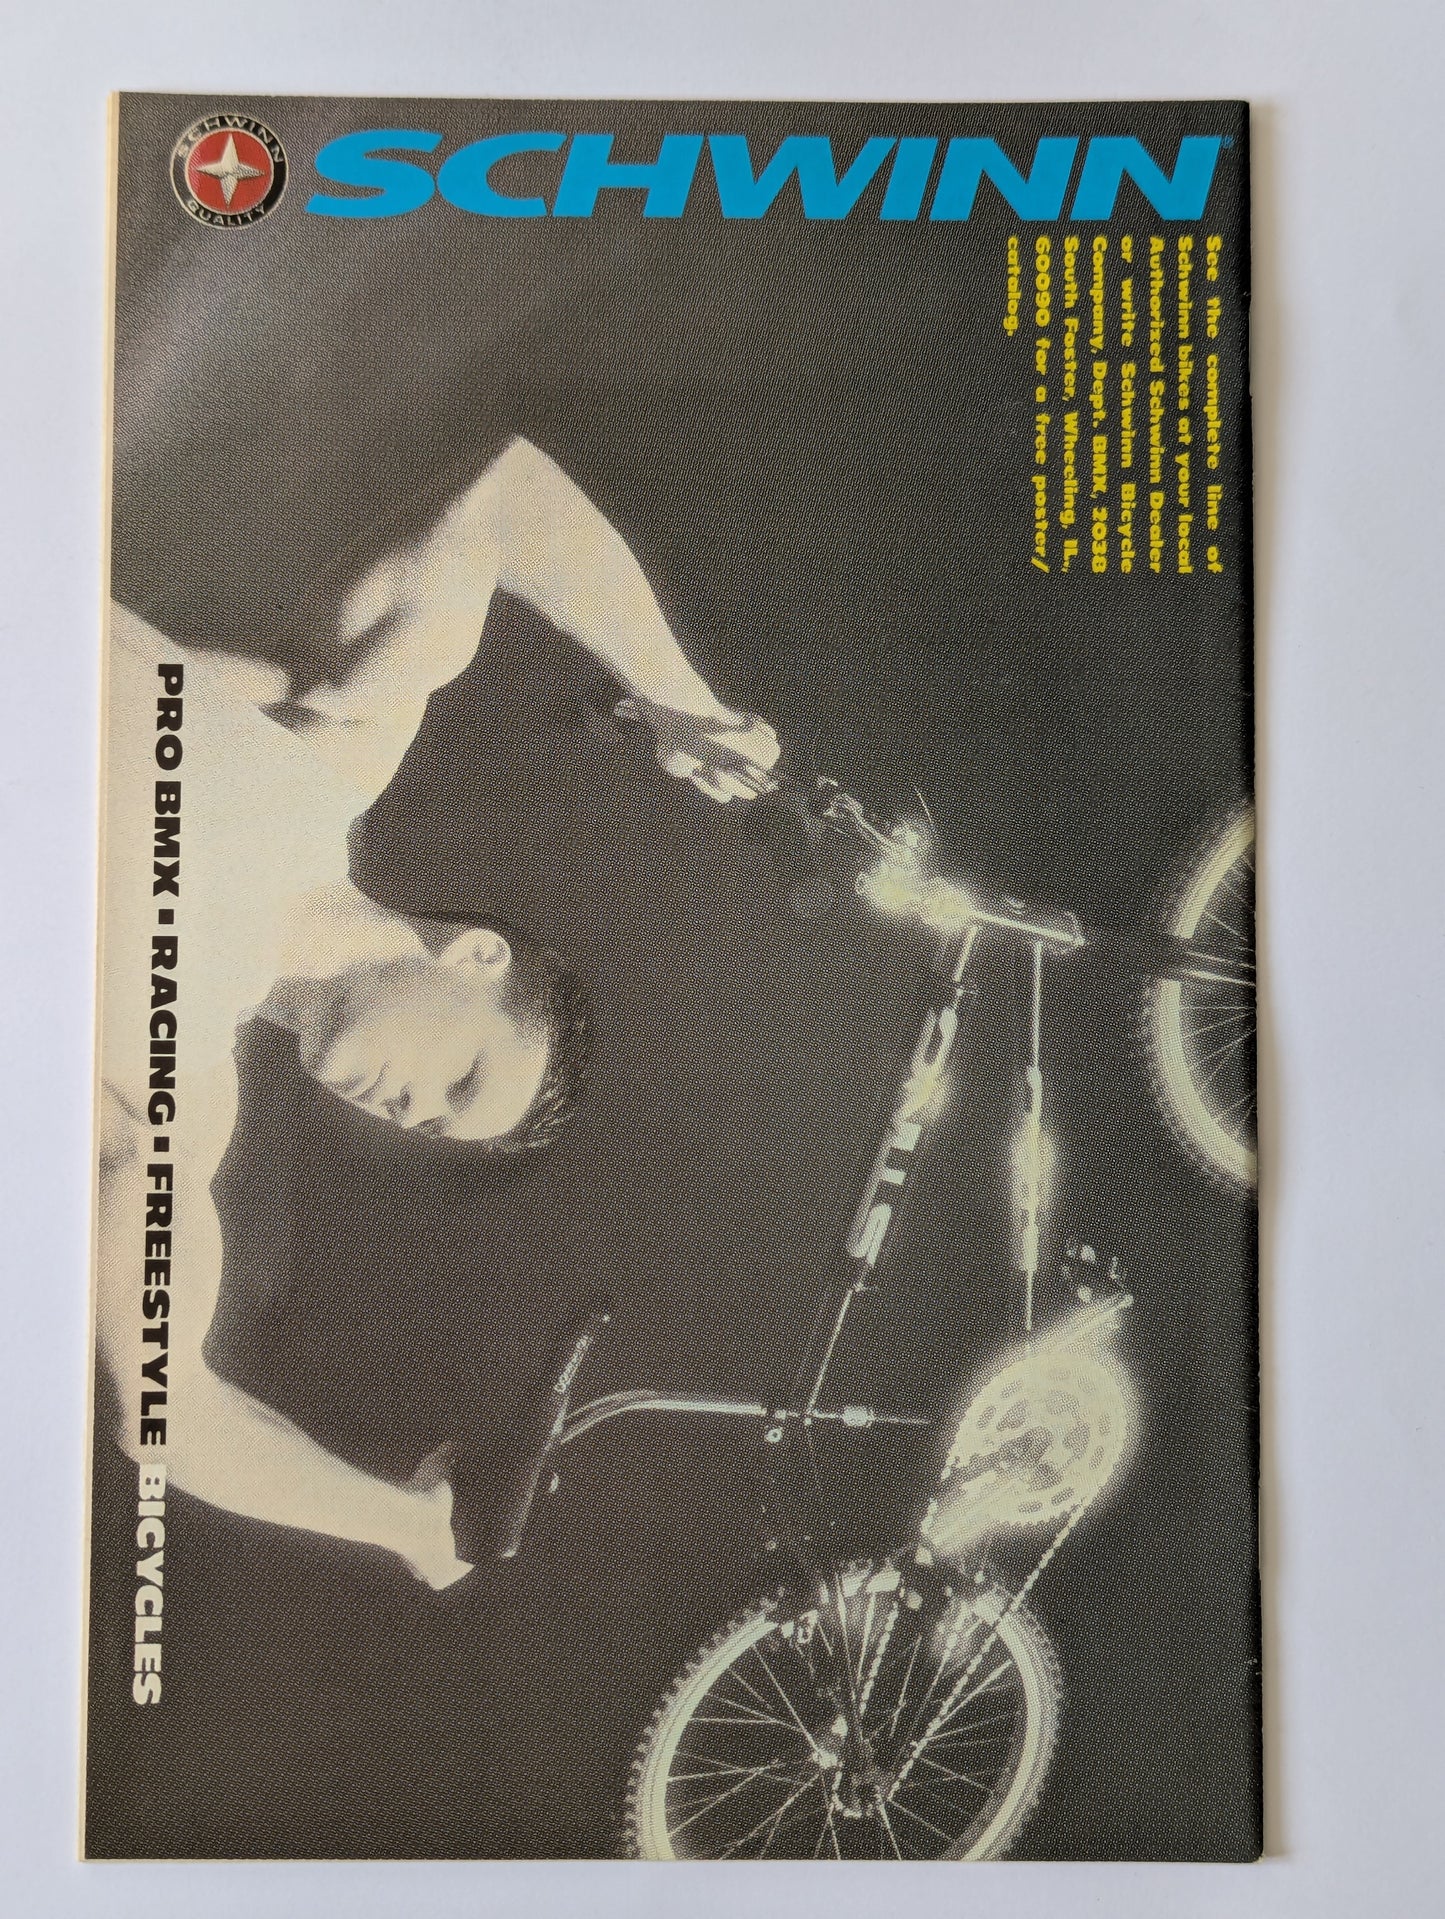 SCHWINN
QUALITY
SCHWINN®
See the complete line of
Schwinn bikes at your local
Authorized Schwinn Dealer
or write Schwinn Bicycle
Company, Dept. BMX, 2038
South Foster, Wheeling, IL.,
60090 for a free poster/
catalog.
PRO BMX ▪ RACING ▪ FREESTYLE BICYCLES